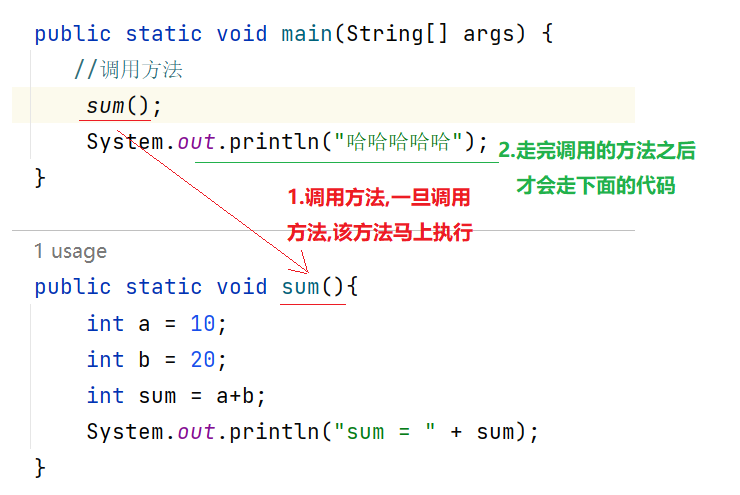 public static void main(String[] args) {
//调用方法
sum();
System.out.println("哈哈哈哈哈");
2.走完调用的方法之后
才会走下面的代码
}
1.调用方法,一旦调用
方法,该方法马上执行
1 usage
public static void sum(){
int a = 10;
int b = 20;
int sum = a+b;
System.out.println("sum = " + sum);
}